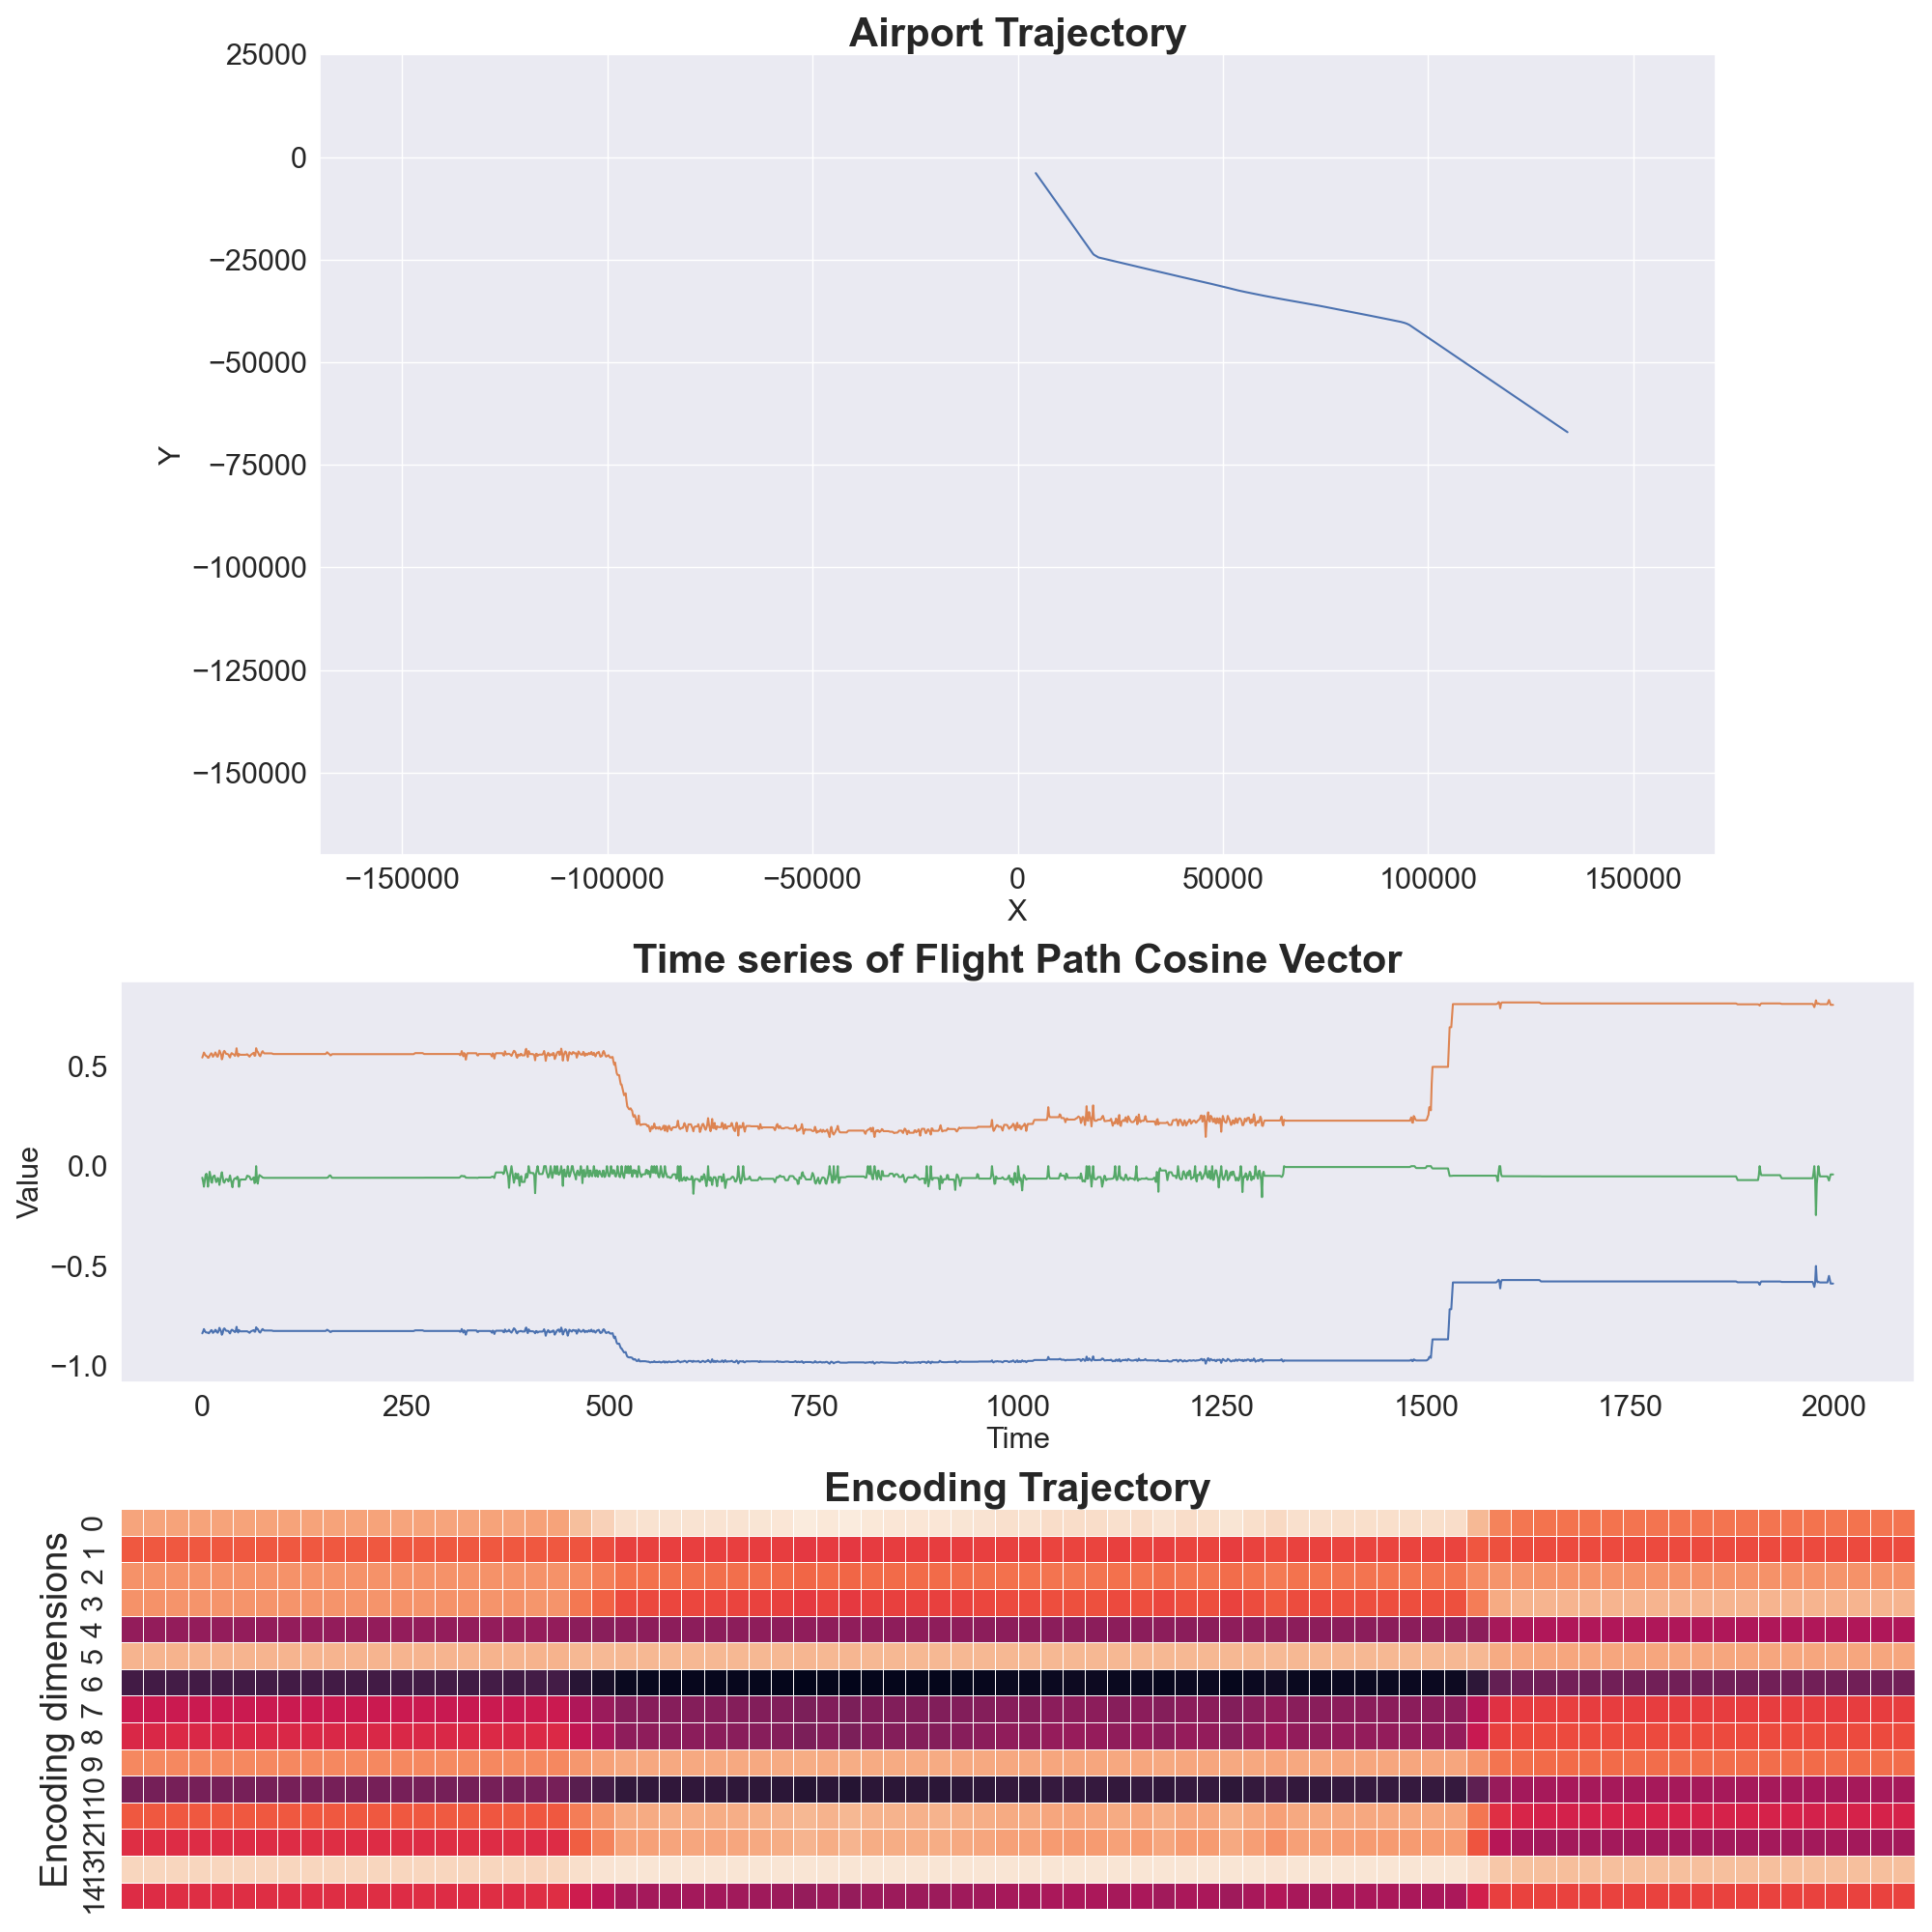 Airport Trajectory
25000
0
−25000
−50000
−75000
−100000
−125000
−150000
Y
−150000 −100000 −50000 0 50000 100000 150000
X
Time series of Flight Path Cosine Vector
0.5
0.0
−0.5
−1.0
Value
0 250 500 750 1000 1250 1500 1750 2000
Time
Encoding Trajectory
Encoding dimensions
0
1
2
3
4
5
6
7
8
9
10
11
12
13
14